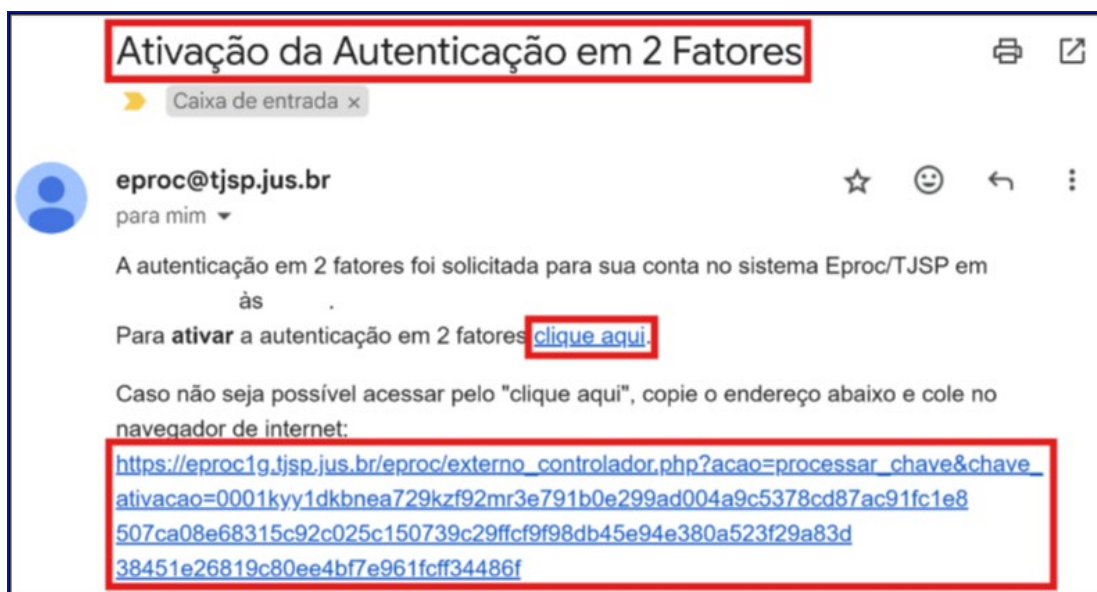 Ativação da Autenticação em 2 Fatores
Caixa de entrada ×
eproc@tjsp.jus.br
para mim
A autenticação em 2 fatores foi solicitada para sua conta no sistema Eproc/TJSP em
às .
Para ativar a autenticação em 2 fatores clique aqui.
Caso não seja possível acessar pelo "clique aqui", copie o endereço abaixo e cole no
navegador de internet:
https://eproc1g.tjsp.jus.br/eproc/externo_controlador.php?acao=processar_chave&chave_
ativacao=0001kyy1dkbnea729kzf92mr3e791b0e299ad004a9c5378cd87ac91fc1e8
507ca08e68315c92c025c150739c29ffcf9f98db45e94e380a523f29a83d
38451e26819c80ee4bf7e961fcff34486f